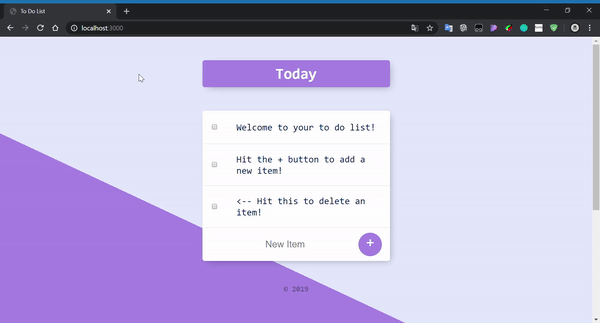 To Do List
localhost:3000
Today
Welcome to your to do list!
Hit the + button to add a
new item!
<-- Hit this to delete an
item!
New Item
+
© 2019